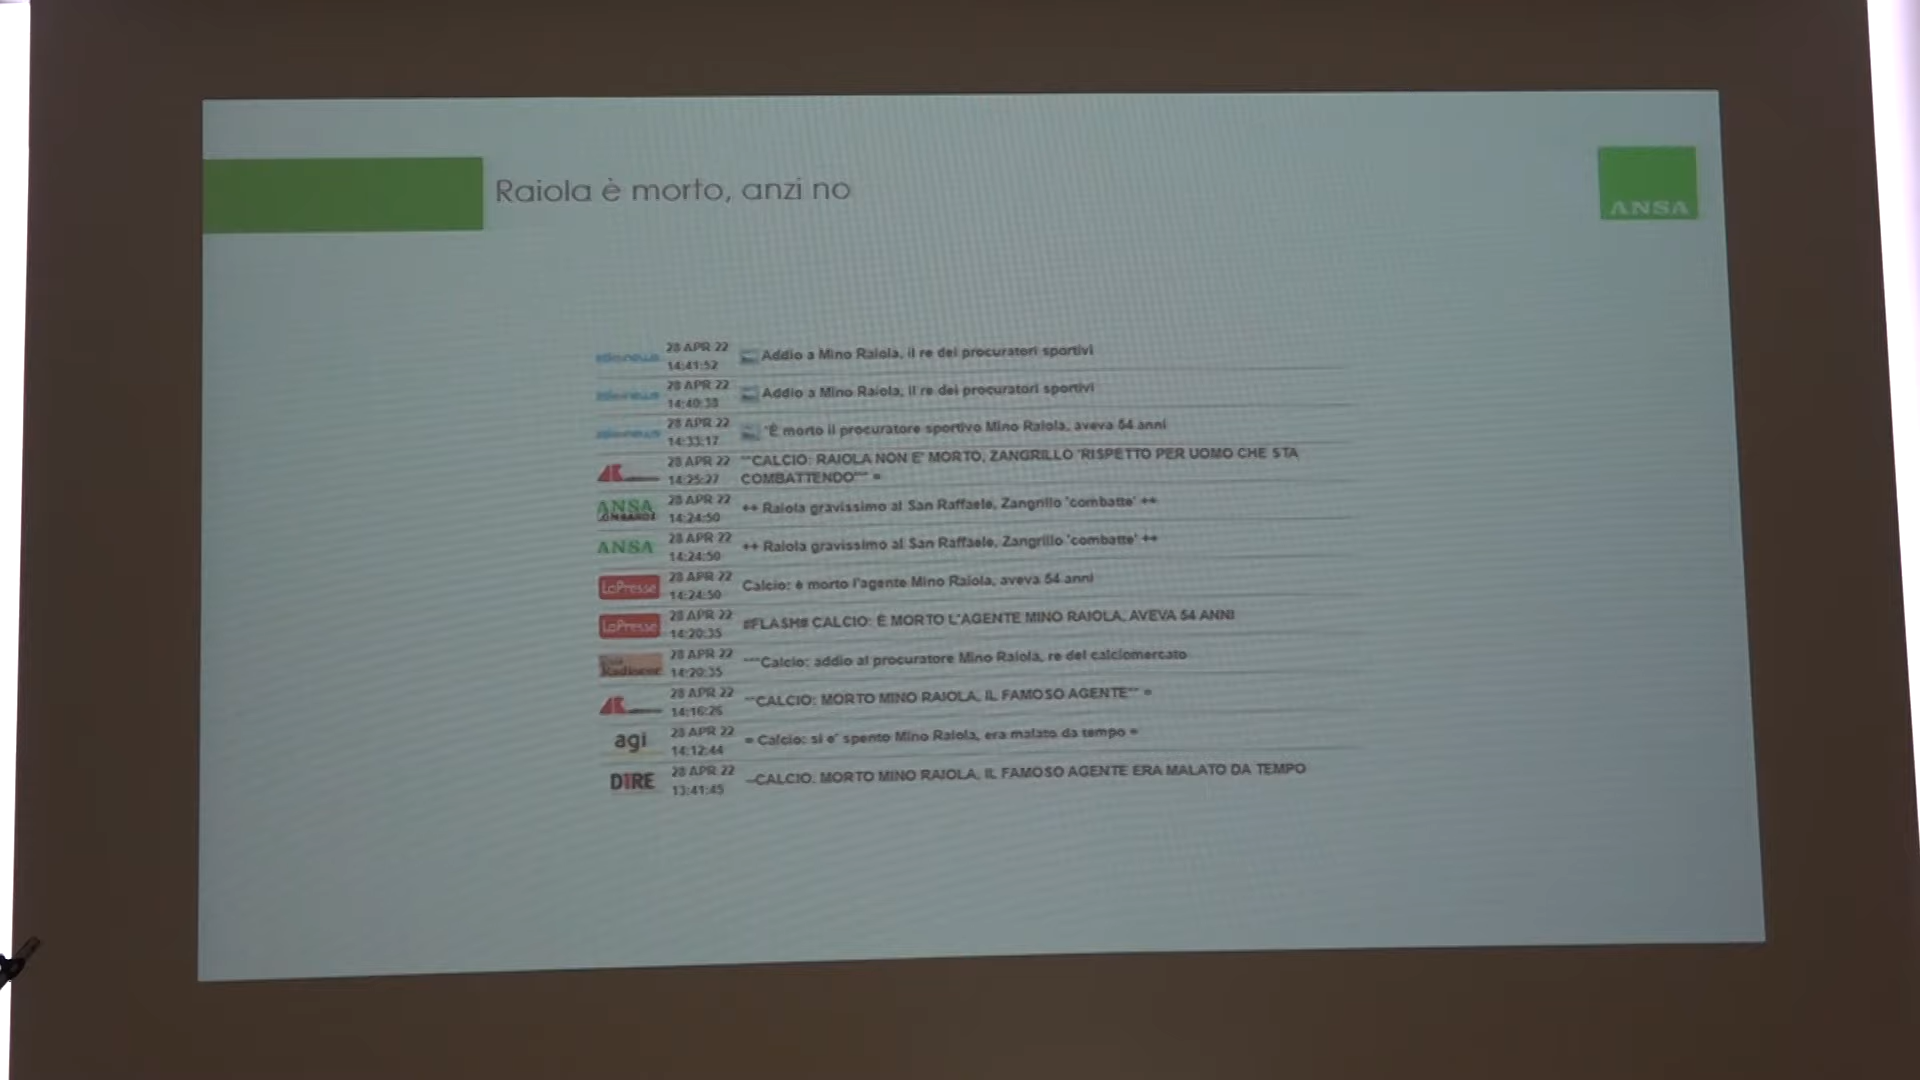 Raiola è morto, anzi no
ANSA
28 APR 22
14:41:52
Addio a Mino Raiola, il re dei procuratori sportivi
28 APR 22
14:40:38
Addio a Mino Raiola, il re dei procuratori sportivi
28 APR 22
14:33:17
"È morto il procuratore sportivo Mino Raiola, aveva 54 anni
28 APR 22
14:25:27
""CALCIO: RAIOLA NON E' MORTO, ZANGRILLO 'RISPETTO PER UOMO CHE STA
COMBATTENDO"" =
ANSA
28 APR 22
14:24:50
++ Raiola gravissimo al San Raffaele, Zangrillo 'combatte' ++
ANSA
28 APR 22
14:24:50
++ Raiola gravissimo al San Raffaele, Zangrillo 'combatte' ++
LaPresse
28 APR 22
14:24:50
Calcio: è morto l'agente Mino Raiola, aveva 54 anni
LaPresse
28 APR 22
14:20:35
#FLASH# CALCIO: È MORTO L'AGENTE MINO RAIOLA, AVEVA 54 ANNI
Radiocor
28 APR 22
14:20:35
***Calcio: addio al procuratore Mino Raiola, re del calciomercato
28 APR 22
14:16:26
""CALCIO: MORTO MINO RAIOLA, IL FAMOSO AGENTE"" =
agi
28 APR 22
14:12:44
= Calcio: si e' spento Mino Raiola, era malato da tempo =
DIRE
28 APR 22
13:41:45
--CALCIO. MORTO MINO RAIOLA, IL FAMOSO AGENTE ERA MALATO DA TEMPO